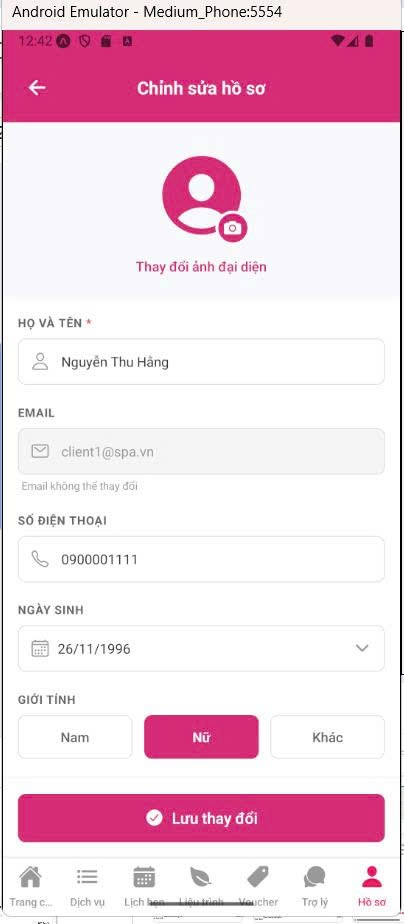 Android Emulator - Medium_Phone:5554
12:42
Chỉnh sửa hồ sơ
Thay đổi ảnh đại diện
HỌ VÀ TÊN *
Nguyễn Thu Hằng
EMAIL
client1@spa.vn
Email không thể thay đổi
SỐ ĐIỆN THOẠI
0900001111
NGÀY SINH
26/11/1996
GIỚI TÍNH
Nam Nữ Khác
Lưu thay đổi
Trang c... Dịch vụ Lịch hẹn Liệu trình Voucher Trợ lý Hồ sơ